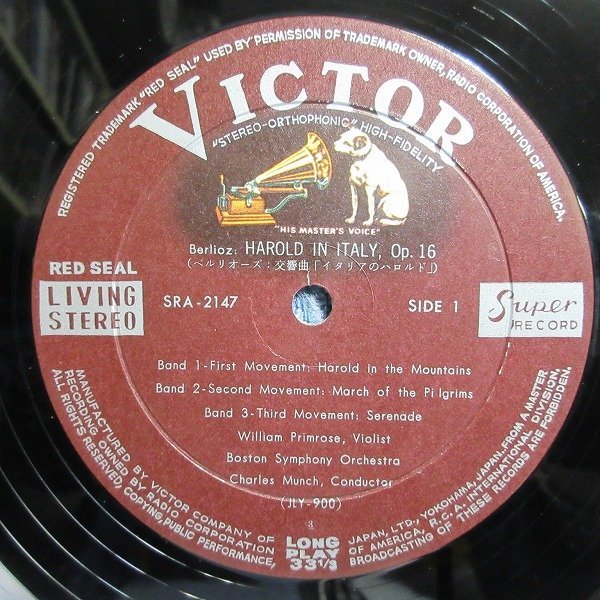 REGISTERED TRADEMARK "RED SEAL" USED BY PERMISSION OF TRADEMARK OWNER, RADIO CORPORATION OF AMERICA.
VICTOR
"STEREO-ORTHOPHONIC" HIGH-FIDELITY
"HIS MASTER'S VOICE"
Berlioz: HAROLD IN ITALY, Op. 16
(ベルリオーズ:交響曲「イタリアのハロルド」)
RED SEAL
LIVING
STEREO
SRA-2147
SIDE 1
Super
RECORD
Band 1-First Movement: Harold in the Mountains
Band 2-Second Movement: March of the Pilgrims
Band 3-Third Movement: Serenade
William Primrose, Violist
Boston Symphony Orchestra
Charles Munch, Conductor
(JLY-900)
MANUFACTURED BY VICTOR COMPANY OF JAPAN, LTD., YOKOHAMA, JAPAN, FROM A MASTER
RECORDING OWNED BY RADIO CORPORATION OF AMERICA, R.C.A. INTERNATIONAL DIVISION.
ALL RIGHTS RESERVED, COPYING, PUBLIC PERFORMANCE, BROADCASTING OF THESE RECORDS ARE FORBIDDEN.
LONG
PLAY
33 1/3